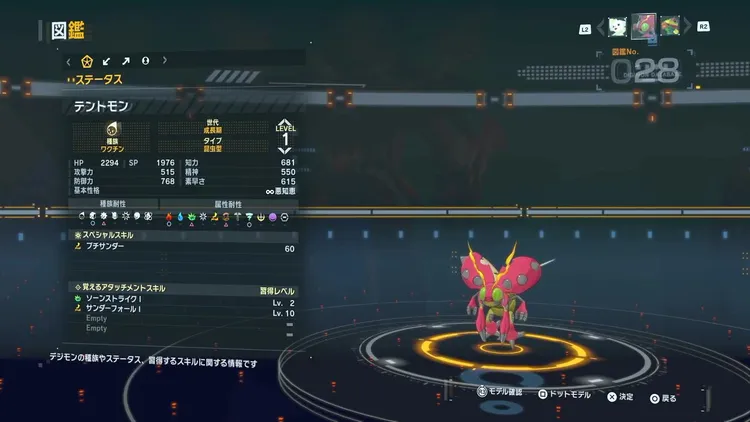 図鑑
L2
R2
図鑑No.
028
ステータス
テントモン
種族
ワクチン
世代
成長期
タイプ
昆虫型
LEVEL
1
HP 2294 SP 1976 知力 681
攻撃力 515 精神 550
防御力 768 素早さ 615
基本性格 悪知恵
種族耐性 属性耐性
スペシャルスキル
プチサンダー 60
覚えるアタッチメントスキル 習得レベル
ソーンストライクⅠ Lv. 2
サンダーフォールⅠ Lv. 10
Empty
Empty
デジモンの種族やステータス、習得するスキルに関する情報です
R3 モデル確認 ドットモデル 決定 戻る